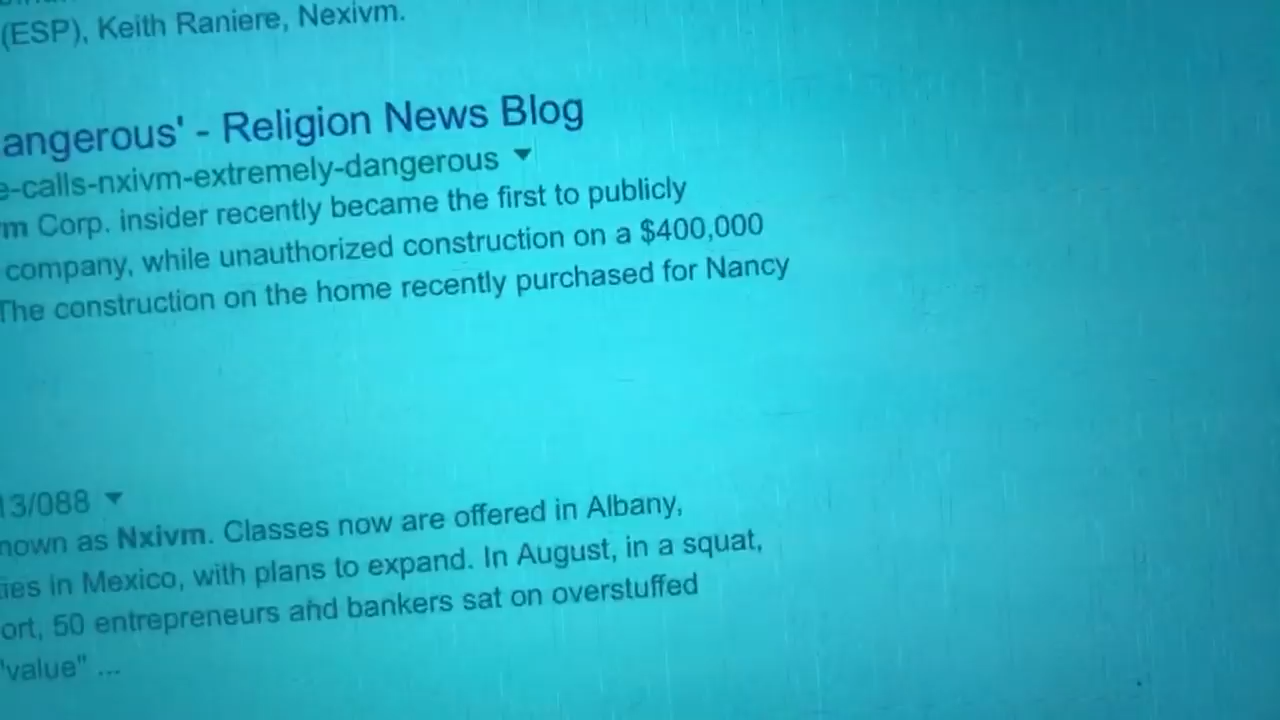 (ESP), Keith Raniere, Nexivm.
angerous' - Religion News Blog
e-calls-nxivm-extremely-dangerous
m Corp. insider recently became the first to publicly
company, while unauthorized construction on a $400,000
The construction on the home recently purchased for Nancy
13/088
nown as Nxivm. Classes now are offered in Albany,
ies in Mexico, with plans to expand. In August, in a squat,
ort, 50 entrepreneurs and bankers sat on overstuffed
"value" ...